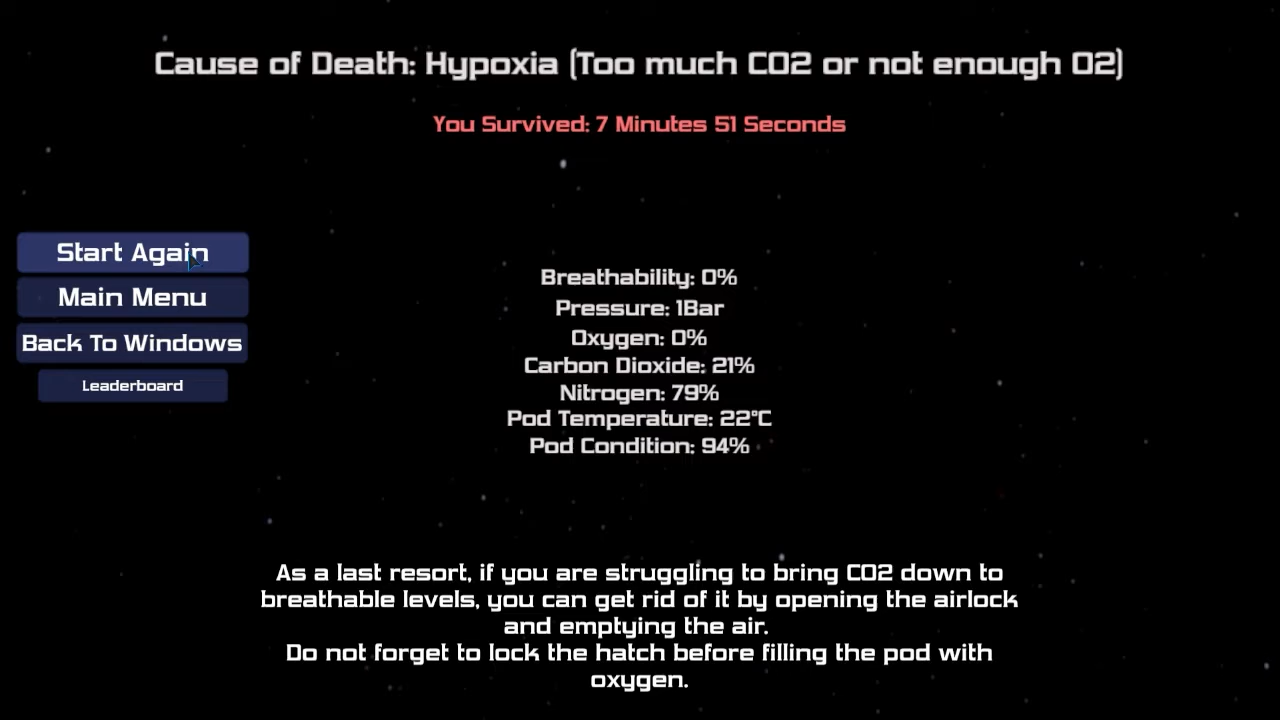 Cause of Death: Hypoxia (Too much CO2 or not enough O2)
You Survived: 7 Minutes 51 Seconds
Start Again
Main Menu
Back To Windows
Leaderboard
Breathability: 0%
Pressure: 1Bar
Oxygen: 0%
Carbon Dioxide: 21%
Nitrogen: 79%
Pod Temperature: 22°C
Pod Condition: 94%
As a last resort, if you are struggling to bring CO2 down to
breathable levels, you can get rid of it by opening the airlock
and emptying the air.
Do not forget to lock the hatch before filling the pod with
oxygen.